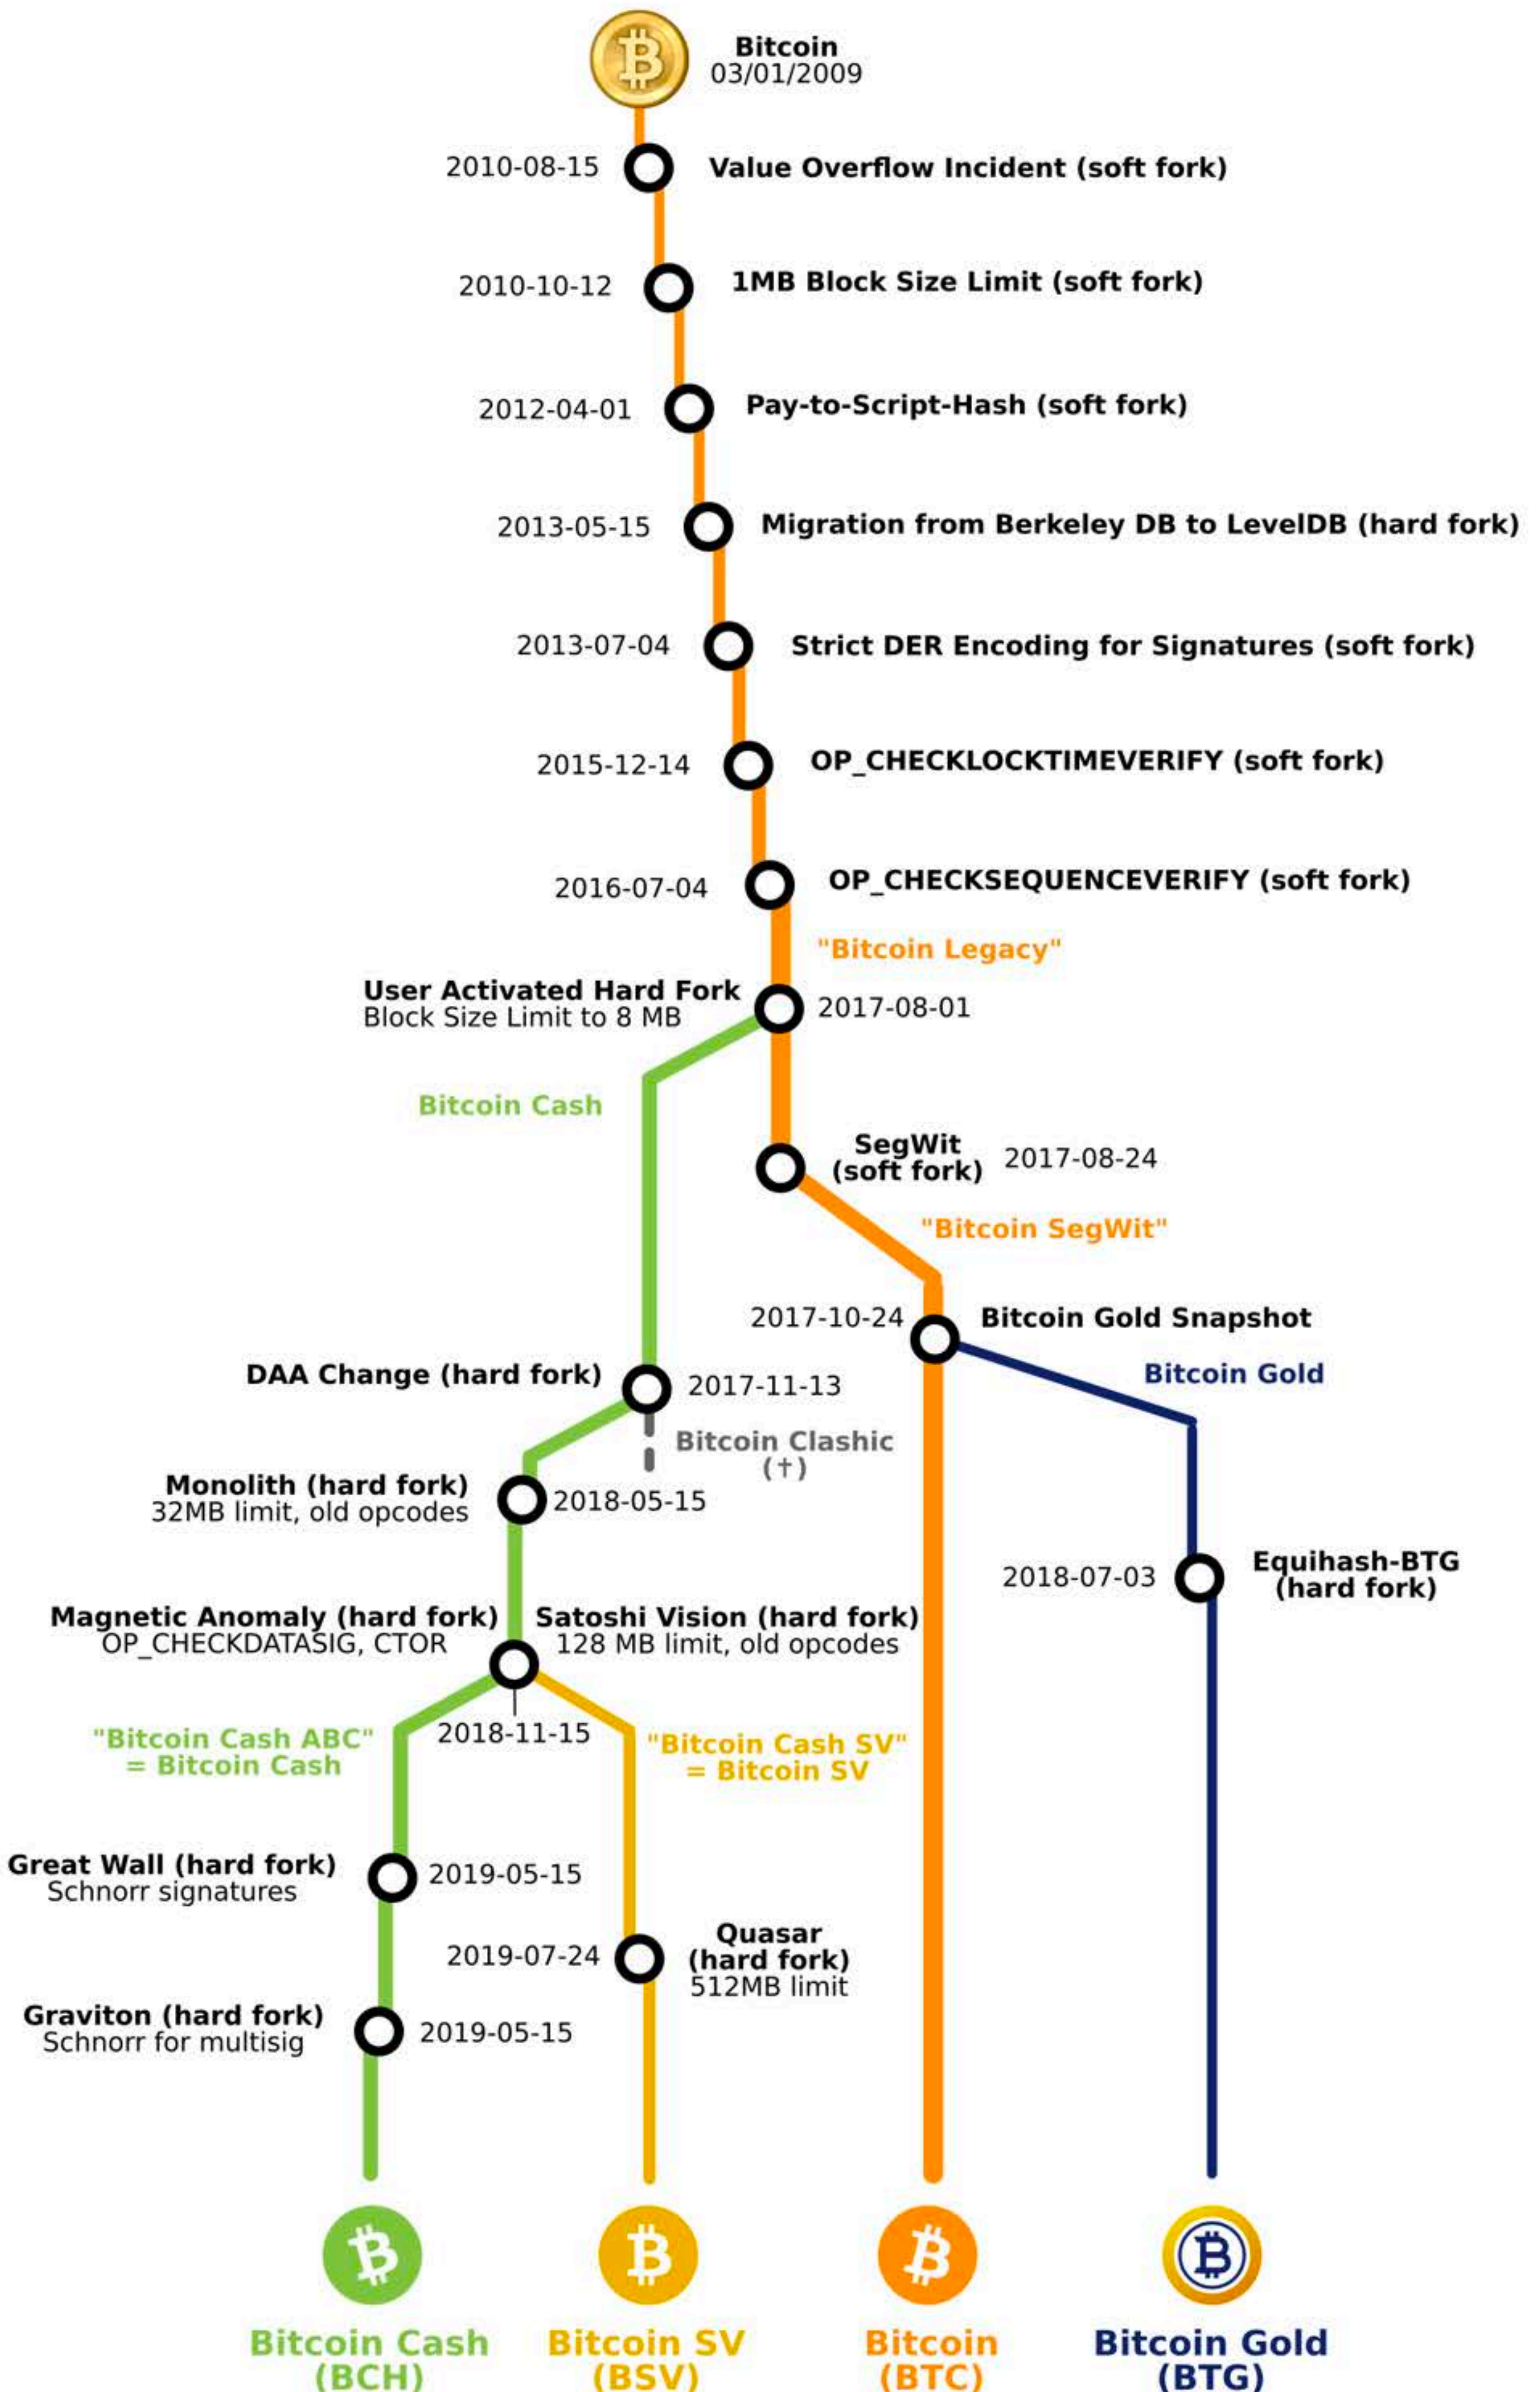 Bitcoin
03/01/2009
2010-08-15
Value Overflow Incident (soft fork)
2010-10-12
1MB Block Size Limit (soft fork)
2012-04-01
Pay-to-Script-Hash (soft fork)
2013-05-15
Migration from Berkeley DB to LevelDB (hard fork)
2013-07-04
Strict DER Encoding for Signatures (soft fork)
2015-12-14
OP_CHECKLOCKTIMEVERIFY (soft fork)
2016-07-04
OP_CHECKSEQUENCEVERIFY (soft fork)
"Bitcoin Legacy"
User Activated Hard Fork
Block Size Limit to 8 MB
2017-08-01
Bitcoin Cash
SegWit
(soft fork)
2017-08-24
"Bitcoin SegWit"
2017-10-24
Bitcoin Gold Snapshot
Bitcoin Gold
DAA Change (hard fork)
2017-11-13
Bitcoin Clashic
(†)
Monolith (hard fork)
32MB limit, old opcodes
2018-05-15
2018-07-03
Equihash-BTG
(hard fork)
Magnetic Anomaly (hard fork)
OP_CHECKDATASIG, CTOR
Satoshi Vision (hard fork)
128 MB limit, old opcodes
2018-11-15
"Bitcoin Cash ABC"
= Bitcoin Cash
"Bitcoin Cash SV"
= Bitcoin SV
Great Wall (hard fork)
Schnorr signatures
2019-05-15
2019-07-24
Quasar
(hard fork)
512MB limit
Graviton (hard fork)
Schnorr for multisig
2019-05-15
Bitcoin Cash
(BCH)
Bitcoin SV
(BSV)
Bitcoin
(BTC)
Bitcoin Gold
(BTG)